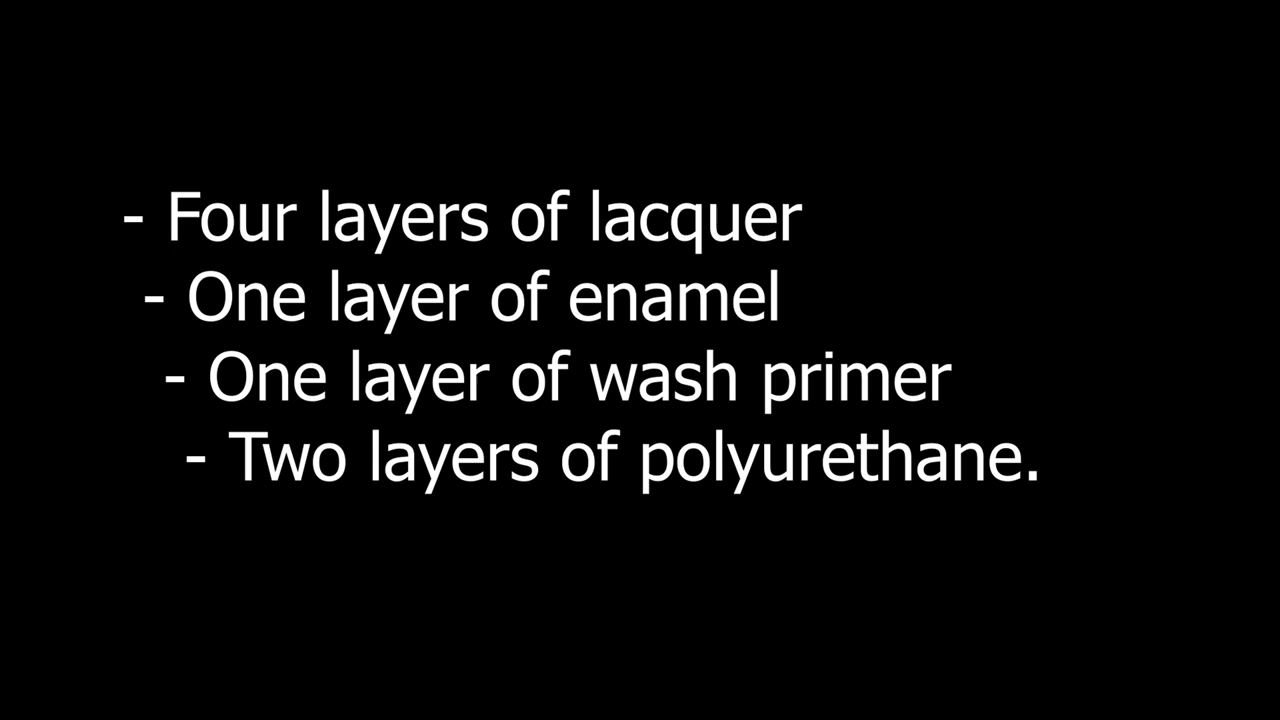 - Four layers of lacquer
- One layer of enamel
- One layer of wash primer
- Two layers of polyurethane.